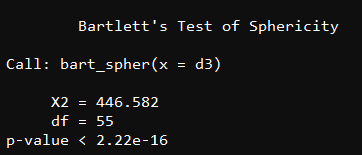 Bartlett's Test of Sphericity
Call: bart_spher(x = d3)
X2 = 446.582
df = 55
p-value < 2.22e-16